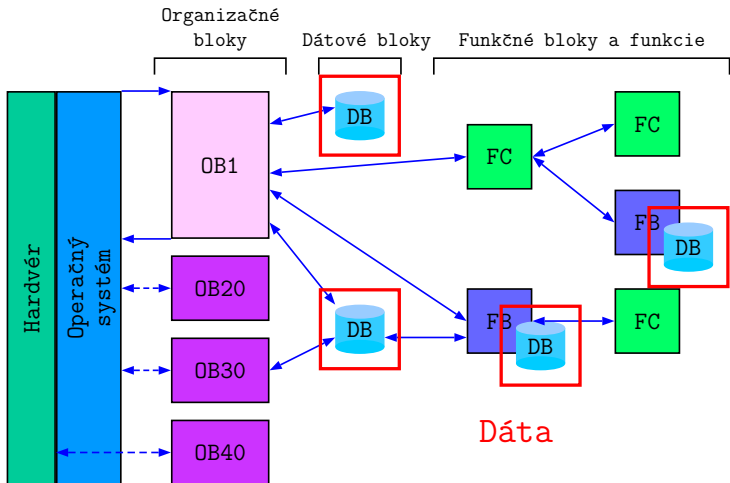 Organizačné
bloky
Dátové bloky
Funkčné bloky a funkcie
Hardvér
Operačný
systém
OB1
DB
FC
FC
FB
DB
OB20
DB
FB
DB
FC
OB30
OB40
Dáta